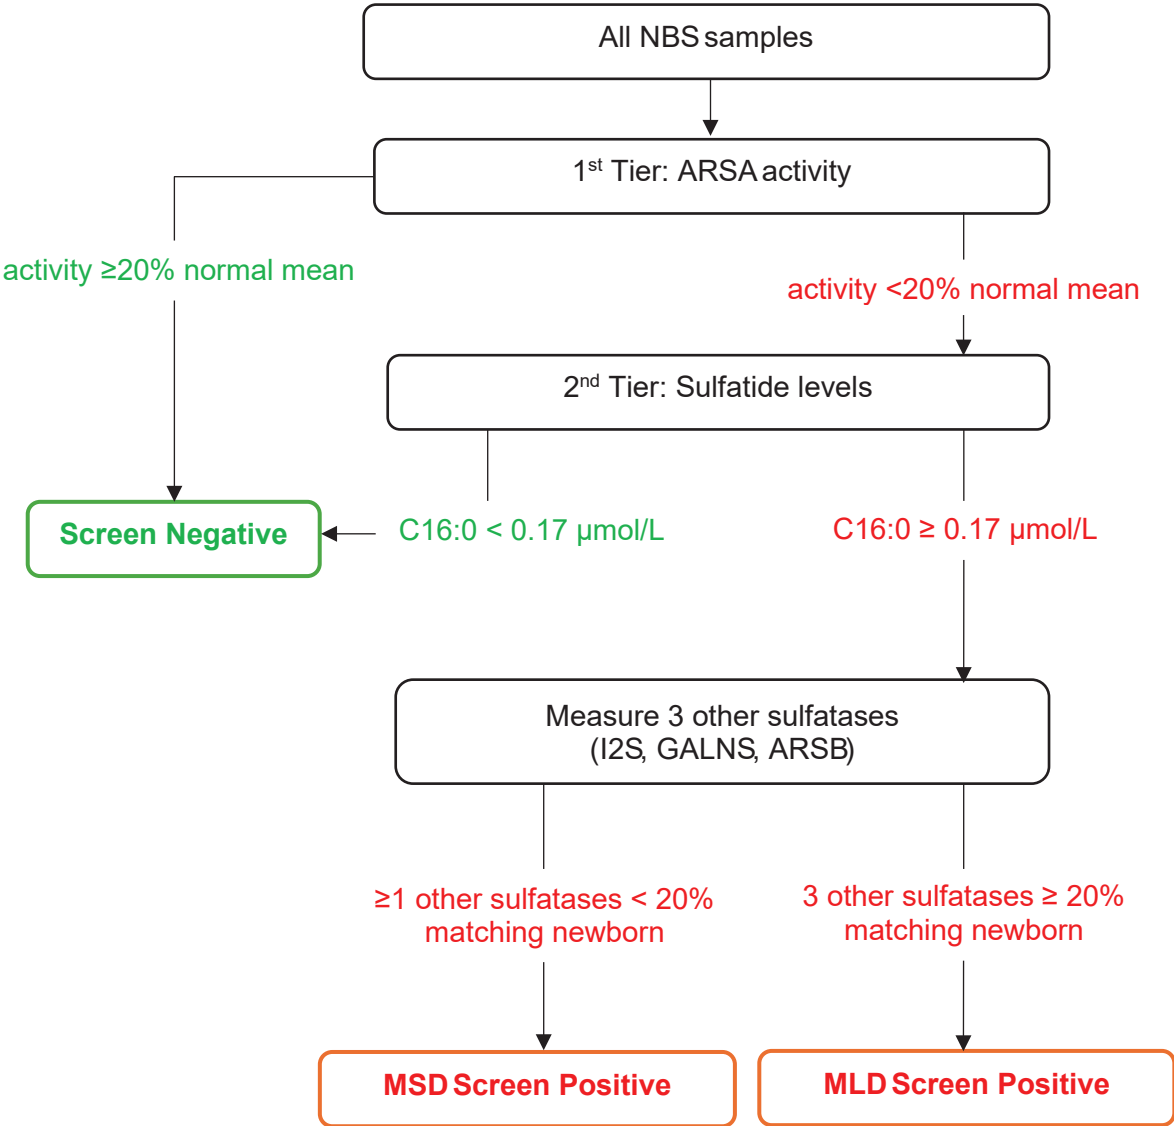 All NBS samples
1st Tier: ARSA activity
activity ≥20% normal mean
activity <20% normal mean
2nd Tier: Sulfatide levels
Screen Negative
C16:0 < 0.17 µmol/L
C16:0 ≥ 0.17 µmol/L
Measure 3 other sulfatases
(I2S, GALNS, ARSB)
≥1 other sulfatases < 20%
matching newborn
3 other sulfatases ≥ 20%
matching newborn
MSD Screen Positive
MLD Screen Positive